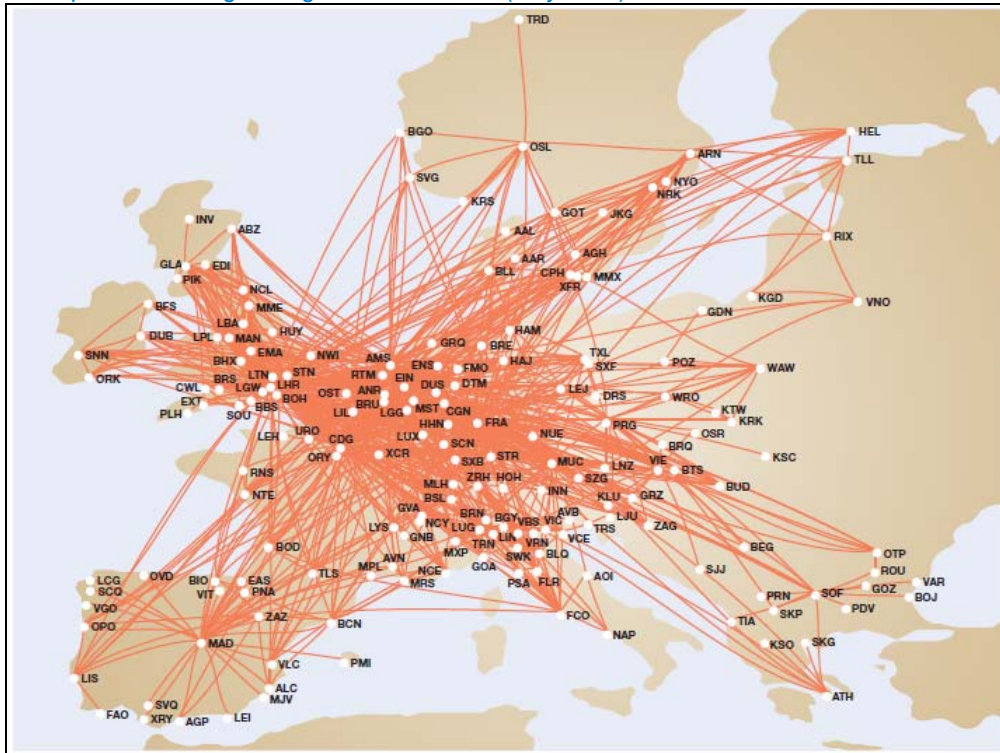 TRD
BGO
OSL
HEL
ARN
TLL
SVG
NYO
NRK
KRS
INV
GOT
JKG
ABZ
AAL
RIX
GLA
EDI
AAR
AGH
PIK
BLL
CPH
MMX
XFR
NCL
KGD
BFS
MME
GDN
VNO
LBA
HUY
DUB
LPL
MAN
HAM
GRQ
BRE
SNN
EMA
NWI
AMS
ENS
HAJ
TXL
BHX
FMO
SXF
POZ
WAW
ORK
LTN
STN
RTM
EIN
DUS
DTM
CWL
BRS
LGW
LHR
OST
ANR
LEJ
DRS
WRO
EXT
BOH
BRU
MST
CGN
KTW
PLH
SOU
BBS
LIL
LGG
HHN
FRA
PRG
KRK
LEH
URO
CDG
LUX
NUE
OSR
ORY
XCR
SCN
BRQ
KSC
SXB
STR
MUC
LNZ
VIE
BTS
RNS
ZRH
HOH
SZG
NTE
MLH
BSL
INN
KLU
GRZ
BUD
GVA
BRN
BGY
AVB
LJU
LYS
NCY
LUG
VBS
VIC
TRS
ZAG
GNB
TRN
LIN
VRN
VCE
BOD
AVN
MXP
SWK
BLQ
BEG
OTP
MPL
NCE
GOA
LCG
OVD
BIO
EAS
TLS
MRS
PSA
FLR
AOI
SJJ
ROU
SCQ
VIT
PNA
GOZ
VAR
VGO
PRN
SOF
BOJ
OPO
ZAZ
FCO
SKP
PDV
BCN
TIA
MAD
NAP
KSO
SKG
VLC
PMI
LIS
ALC
MJV
ATH
SVQ
FAO
XRY
AGP
LEI